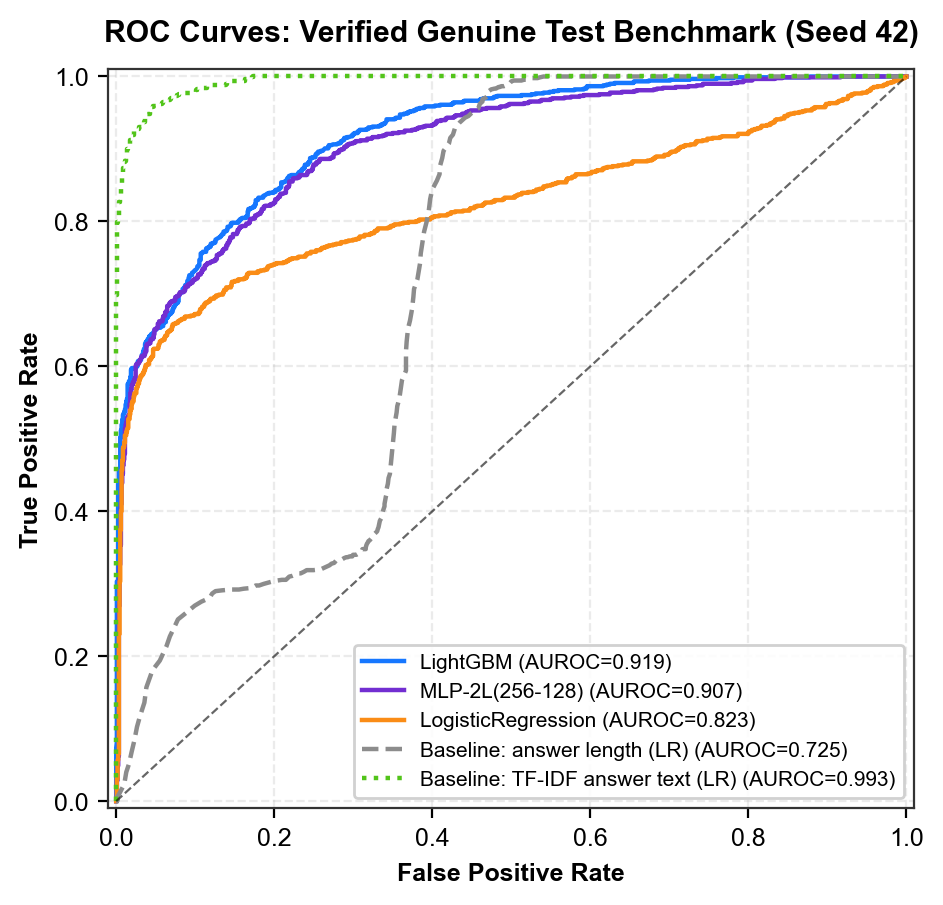 ROC Curves: Verified Genuine Test Benchmark (Seed 42)
True Positive Rate
1.0
0.8
0.6
0.4
0.2
0.0
LightGBM (AUROC=0.919)
MLP-2L(256-128) (AUROC=0.907)
LogisticRegression (AUROC=0.823)
Baseline: answer length (LR) (AUROC=0.725)
Baseline: TF-IDF answer text (LR) (AUROC=0.993)
0.0 0.2 0.4 0.6 0.8 1.0
False Positive Rate